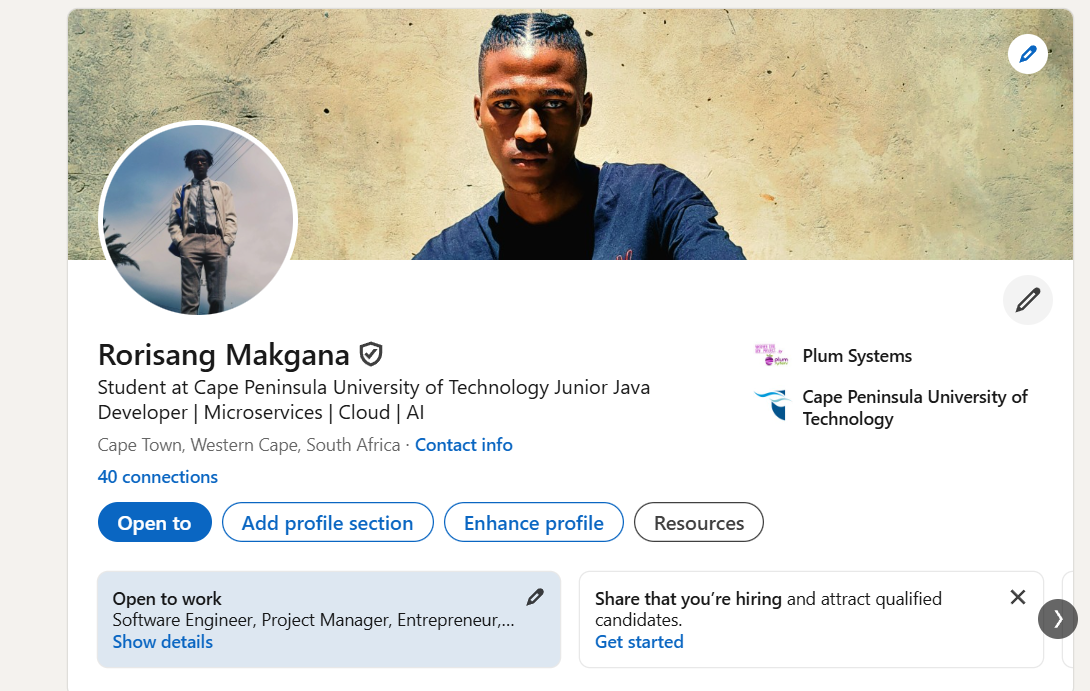 Rorisang Makgana
Student at Cape Peninsula University of Technology Junior Java
Developer | Microservices | Cloud | AI
Cape Town, Western Cape, South Africa · Contact info
40 connections
Plum Systems
Cape Peninsula University of
Technology
Open to
Add profile section
Enhance profile
Resources
Open to work
Software Engineer, Project Manager, Entrepreneur,...
Show details
Share that you're hiring and attract qualified
candidates.
Get started